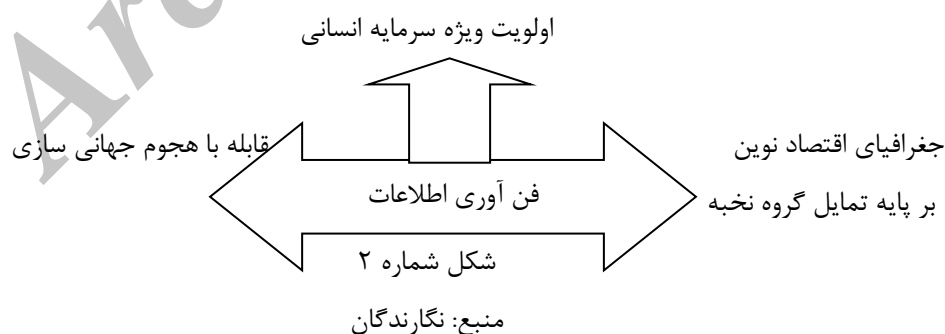 اولویت ویژه سرمایه انسانی
جغرافیای اقتصاد نوین
بر پایه تمایل گروه نخبه
قابله با هجوم جهانی سازی
فن آوری اطلاعات
شکل شماره ۲
منبع: نگارندگان